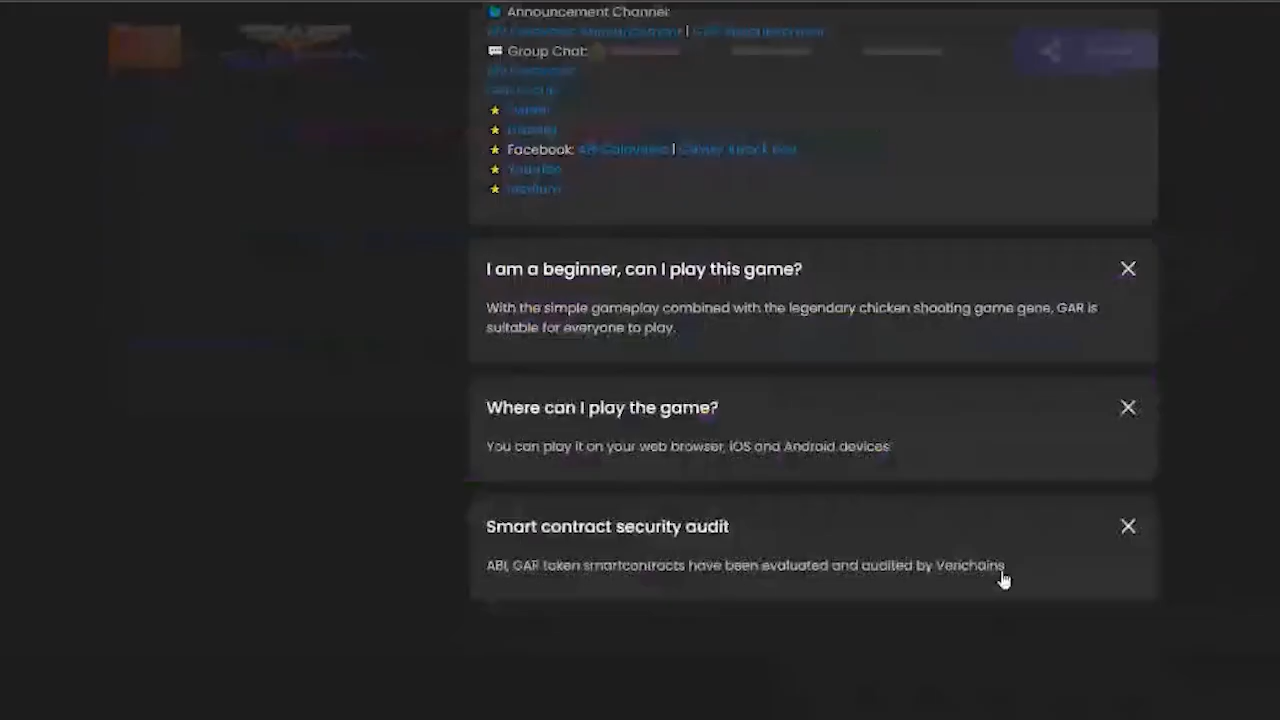 Announcement Channel:
|
Group Chat:
Facebook: |
I am a beginner, can I play this game?
With the simple gameplay combined with the legendary chicken shooting game gene, GAR is
suitable for everyone to play.
Where can I play the game?
You can play it on your web browser, iOS and Android devices
Smart contract security audit
ABI, GAR token smartcontracts have been evaluated and audited by Verichains